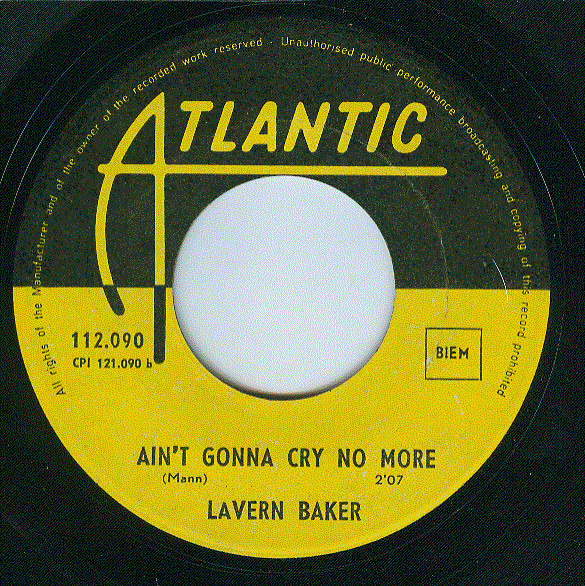 All rights of the Manufacturer and of the owner of the recorded work reserved - Unauthorised public performance broadcasting and copying of this record prohibited
ATLANTIC
112.090
CPI 121.090 b
BIEM
AIN'T GONNA CRY NO MORE
(Mann) 2'07
LAVERN BAKER